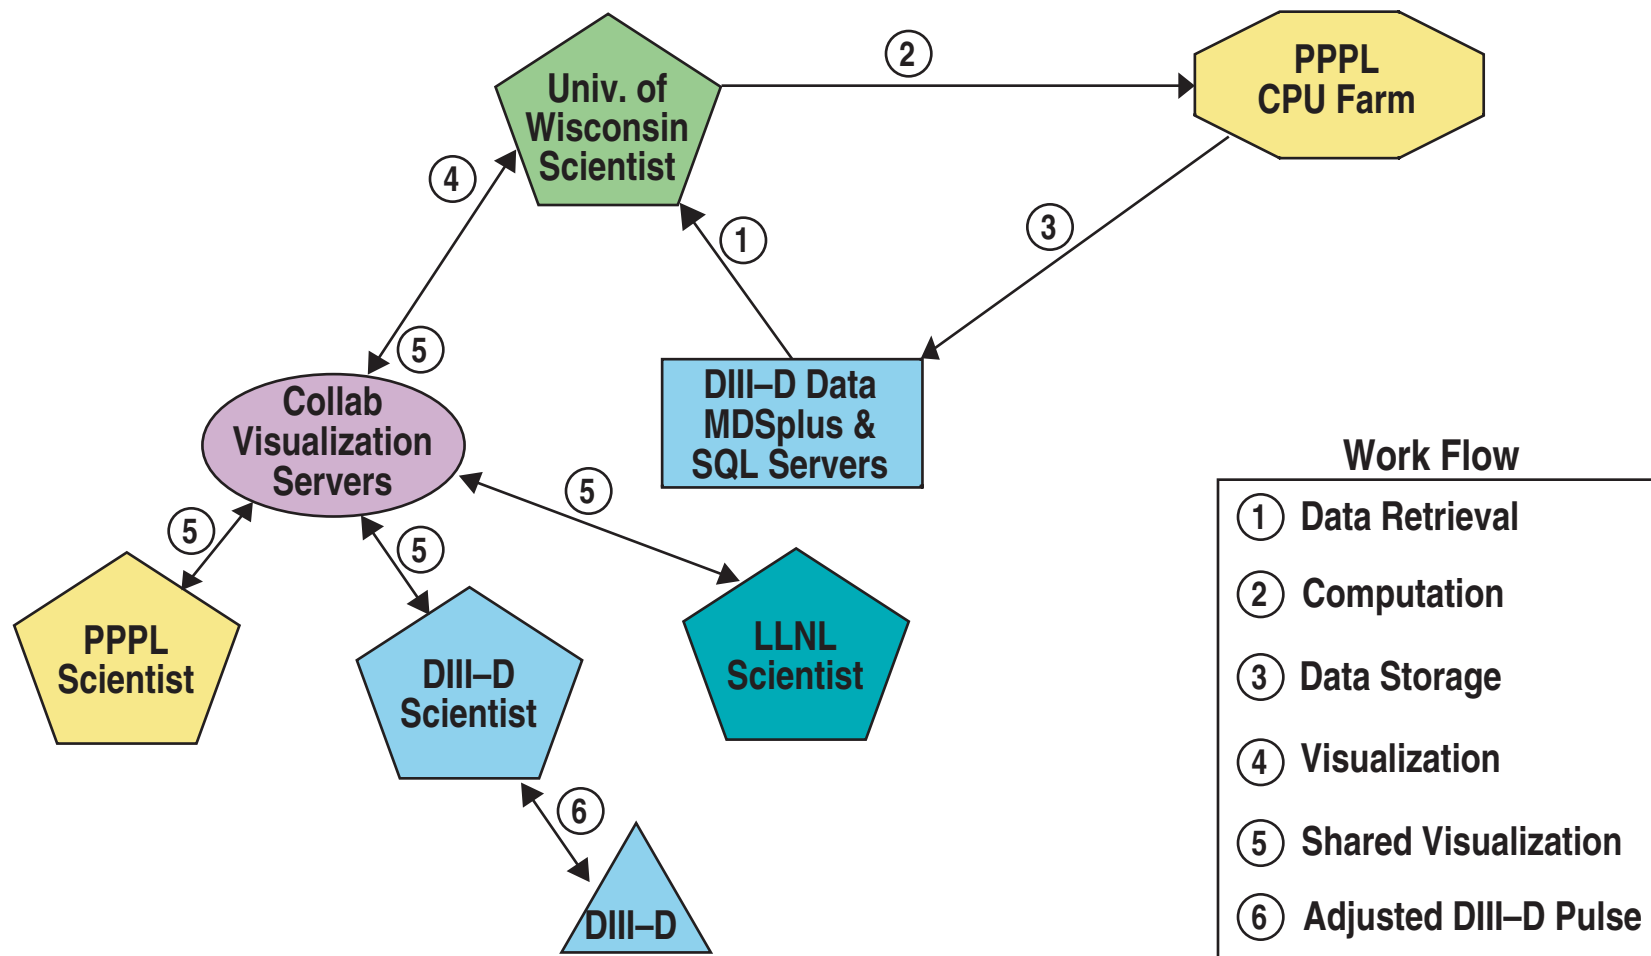 2
PPPL
CPU Farm
Univ. of
Wisconsin
Scientist
4
1
3
5
DIII–D Data
MDSplus &
SQL Servers
Collab
Visualization
Servers
5
5
5
PPPL
Scientist
DIII–D
Scientist
LLNL
Scientist
6
DIII–D
Work Flow
1 Data Retrieval
2 Computation
3 Data Storage
4 Visualization
5 Shared Visualization
6 Adjusted DIII–D Pulse